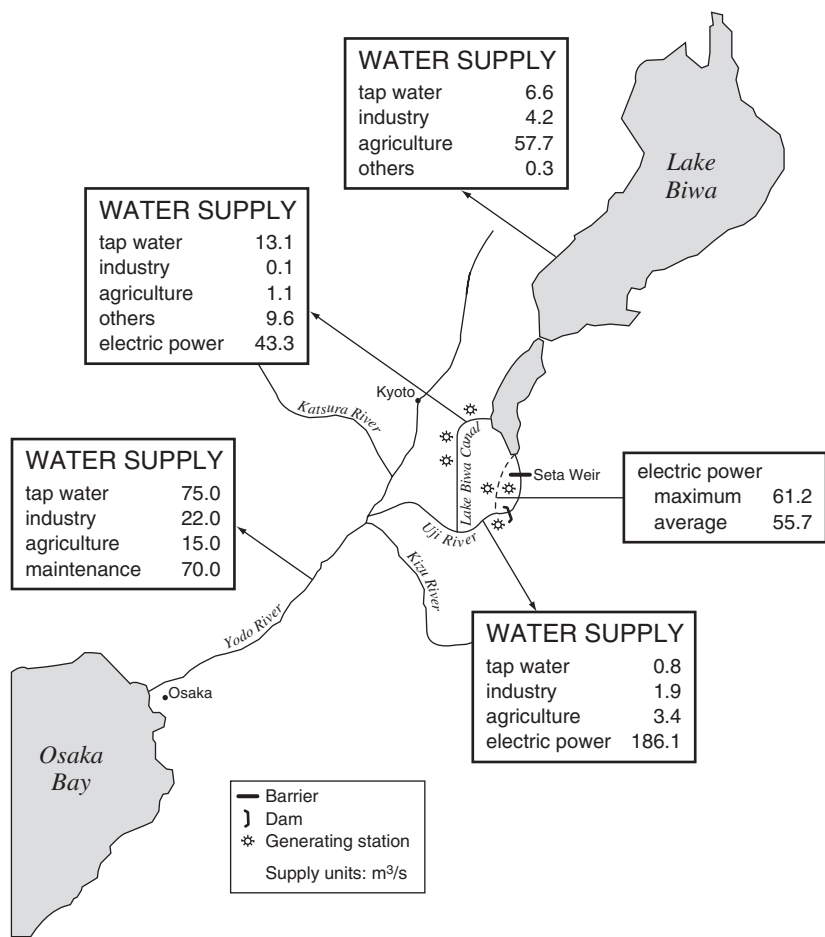 WATER SUPPLY
tap water 6.6
industry 4.2
agriculture 57.7
others 0.3
Lake
Biwa
WATER SUPPLY
tap water 13.1
industry 0.1
agriculture 1.1
others 9.6
electric power 43.3
Kyoto
Katsura River
Lake Biwa Canal
Seta Weir
WATER SUPPLY
tap water 75.0
industry 22.0
agriculture 15.0
maintenance 70.0
electric power
maximum 61.2
average 55.7
Uji River
Kizu River
Yodo River
WATER SUPPLY
tap water 0.8
industry 1.9
agriculture 3.4
electric power 186.1
Osaka
Osaka
Bay
Barrier
Dam
Generating station
Supply units: m³/s